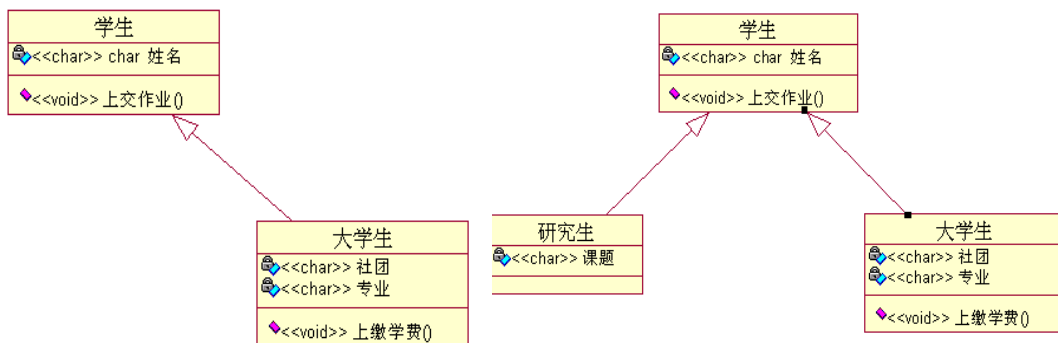 学生
<<char>> char 姓名
<<void>> 上交作业()
大学生
<<char>> 社团
<<char>> 专业
<<void>> 上缴学费()
学生
<<char>> char 姓名
<<void>> 上交作业()
研究生
<<char>> 课题
大学生
<<char>> 社团
<<char>> 专业
<<void>> 上缴学费()